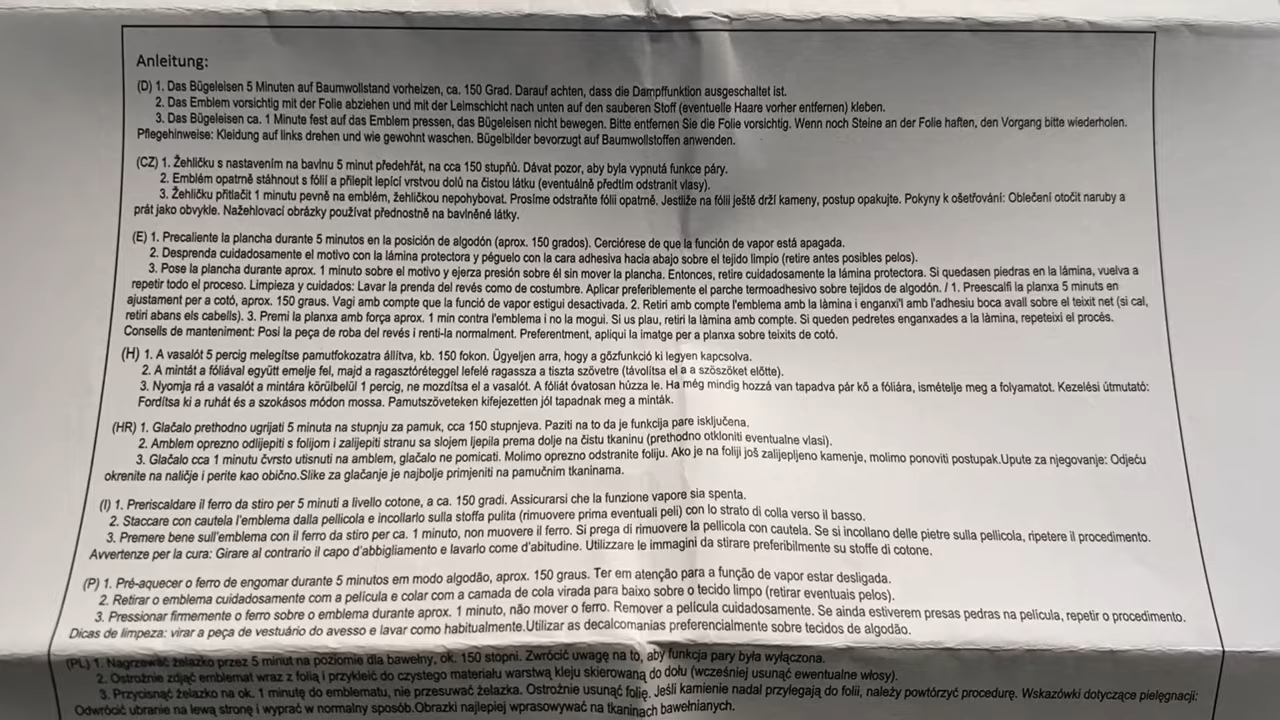 Anleitung:
(D) 1. Das Bügeleisen 5 Minuten auf Baumwollstand vorheizen, ca. 150 Grad. Darauf achten, dass die Dampffunktion ausgeschaltet ist.
2. Das Emblem vorsichtig mit der Folie abziehen und mit der Leimschicht nach unten auf den sauberen Stoff (eventuelle Haare vorher entfernen) kleben.
3. Das Bügeleisen ca. 1 Minute fest auf das Emblem pressen, das Bügeleisen nicht bewegen. Bitte entfernen Sie die Folie vorsichtig. Wenn noch Steine an der Folie haften, den Vorgang bitte wiederholen.
Pflegehinweise: Kleidung auf links drehen und wie gewohnt waschen. Bügelbilder bevorzugt auf Baumwollstoffen anwenden.
(CZ) 1. Žehličku s nastavením na bavlnu 5 minut předehřát, na cca 150 stupňů. Dávat pozor, aby byla vypnutá funkce páry.
2. Emblém opatrně stáhnout s fólií a přilepit lepící vrstvou dolů na čistou látku (eventuálně předtím odstranit vlasy).
3. Žehličku přitlačit 1 minutu pevně na emblém, žehličkou nepohybovat. Prosíme odstraňte fólii opatrně. Jestliže na fólii ještě drží kameny, postup opakujte. Pokyny k ošetřování: Oblečení otočit naruby a
prát jako obvykle. Nažehlovací obrázky používat přednostně na bavlněné látky.
(E) 1. Precaliente la plancha durante 5 minutos en la posición de algodón (aprox. 150 grados). Cerciórese de que la función de vapor está apagada.
2. Desprenda cuidadosamente el motivo con la lámina protectora y péguelo con la cara adhesiva hacia abajo sobre el tejido limpio (retire antes posibles pelos).
3. Pose la plancha durante aprox. 1 minuto sobre el motivo y ejerza presión sobre él sin mover la plancha. Entonces, retire cuidadosamente la lámina protectora. Si quedasen piedras en la lámina, vuelva a
repetir todo el proceso. Limpieza y cuidados: Lavar la prenda del revés como de costumbre. Aplicar preferiblemente el parche termoadhesivo sobre tejidos de algodón. / 1. Preescalfi la planxa 5 minuts en
ajustament per a cotó, aprox. 150 graus. Vagi amb compte que la funció de vapor estigui desactivada. 2. Retiri amb compte l'emblema amb la làmina i enganxi'l amb l'adhesiu boca avall sobre el teixit net (si cal,
retiri abans els cabells). 3. Premi la planxa amb força aprox. 1 min contra l'emblema i no la mogui. Si us plau, retiri la làmina amb compte. Si queden pedretes enganxades a la làmina, repeteixi el procés.
Consells de manteniment: Posi la peça de roba del revés i renti-la normalment. Preferentment, apliqui la imatge per a planxa sobre teixits de cotó.
(H) 1. A vasalót 5 percig melegítse pamutfokozatra állítva, kb. 150 fokon. Ügyeljen arra, hogy a gőzfunkció ki legyen kapcsolva.
2. A mintát a fóliával együtt emelje fel, majd a ragasztóréteggel lefelé ragassza a tiszta szövetre (távolítsa el a a szöszöket előtte).
3. Nyomja rá a vasalót a mintára körülbelül 1 percig, ne mozdítsa el a vasalót. A fóliát óvatosan húzza le. Ha még mindig hozzá van tapadva pár kő a fóliára, ismételje meg a folyamatot. Kezelési útmutató:
Fordítsa ki a ruhát és a szokásos módon mossa. Pamutszöveteken kifejezetten jól tapadnak meg a minták.
(HR) 1. Glačalo prethodno ugrijati 5 minuta na stupnju za pamuk, cca 150 stupnjeva. Paziti na to da je funkcija pare isključena.
2. Amblem oprezno odlijepiti s folijom i zalijepiti stranu sa slojem ljepila prema dolje na čistu tkaninu (prethodno otkloniti eventualne vlasi).
3. Glačalo cca 1 minutu čvrsto utisnuti na amblem, glačalo ne pomicati. Molimo oprezno odstranite foliju. Ako je na foliji još zalijepljeno kamenje, molimo ponoviti postupak.Upute za njegovanje: Odjeću
okrenite na naličje i perite kao obično.Slike za glačanje je najbolje primjeniti na pamučnim tkaninama.
(I) 1. Preriscaldare il ferro da stiro per 5 minuti a livello cotone, a ca. 150 gradi. Assicurarsi che la funzione vapore sia spenta.
2. Staccare con cautela l'emblema dalla pellicola e incollarlo sulla stoffa pulita (rimuovere prima eventuali peli) con lo strato di colla verso il basso.
3. Premere bene sull'emblema con il ferro da stiro per ca. 1 minuto, non muovere il ferro. Si prega di rimuovere la pellicola con cautela. Se si incollano delle pietre sulla pellicola, ripetere il procedimento.
Avvertenze per la cura: Girare al contrario il capo d'abbigliamento e lavarlo come d'abitudine. Utilizzare le immagini da stirare preferibilmente su stoffe di cotone.
(P) 1. Pré-aquecer o ferro de engomar durante 5 minutos em modo algodão, aprox. 150 graus. Ter em atenção para a função de vapor estar desligada.
2. Retirar o emblema cuidadosamente com a película e colar com a camada de cola virada para baixo sobre o tecido limpo (retirar eventuais pelos).
3. Pressionar firmemente o ferro sobre o emblema durante aprox. 1 minuto, não mover o ferro. Remover a película cuidadosamente. Se ainda estiverem presas pedras na película, repetir o procedimento.
Dicas de limpeza: virar a peça de vestuário do avesso e lavar como habitualmente.Utilizar as decalcomanias preferencialmente sobre tecidos de algodão.
(PL) 1. Nagrzewać żelazko przez 5 minut na poziomie dla bawełny, ok. 150 stopni. Zwrócić uwagę na to, aby funkcja pary była wyłączona.
2. Ostrożnie zdjąć emblemat wraz z folią i przykleić do czystego materiału warstwą kleju skierowaną do dołu (wcześniej usunąć ewentualne włosy).
3. Przycisnąć żelazko na ok. 1 minutę do emblematu, nie przesuwać żelazka. Ostrożnie usunąć folię. Jeśli kamienie nadal przylegają do folii, należy powtórzyć procedurę. Wskazówki dotyczące pielęgnacji:
Odwrócić ubranie na lewą stronę i wyprać w normalny sposób.Obrazki najlepiej wprasowywać na tkaninach bawełnianych.